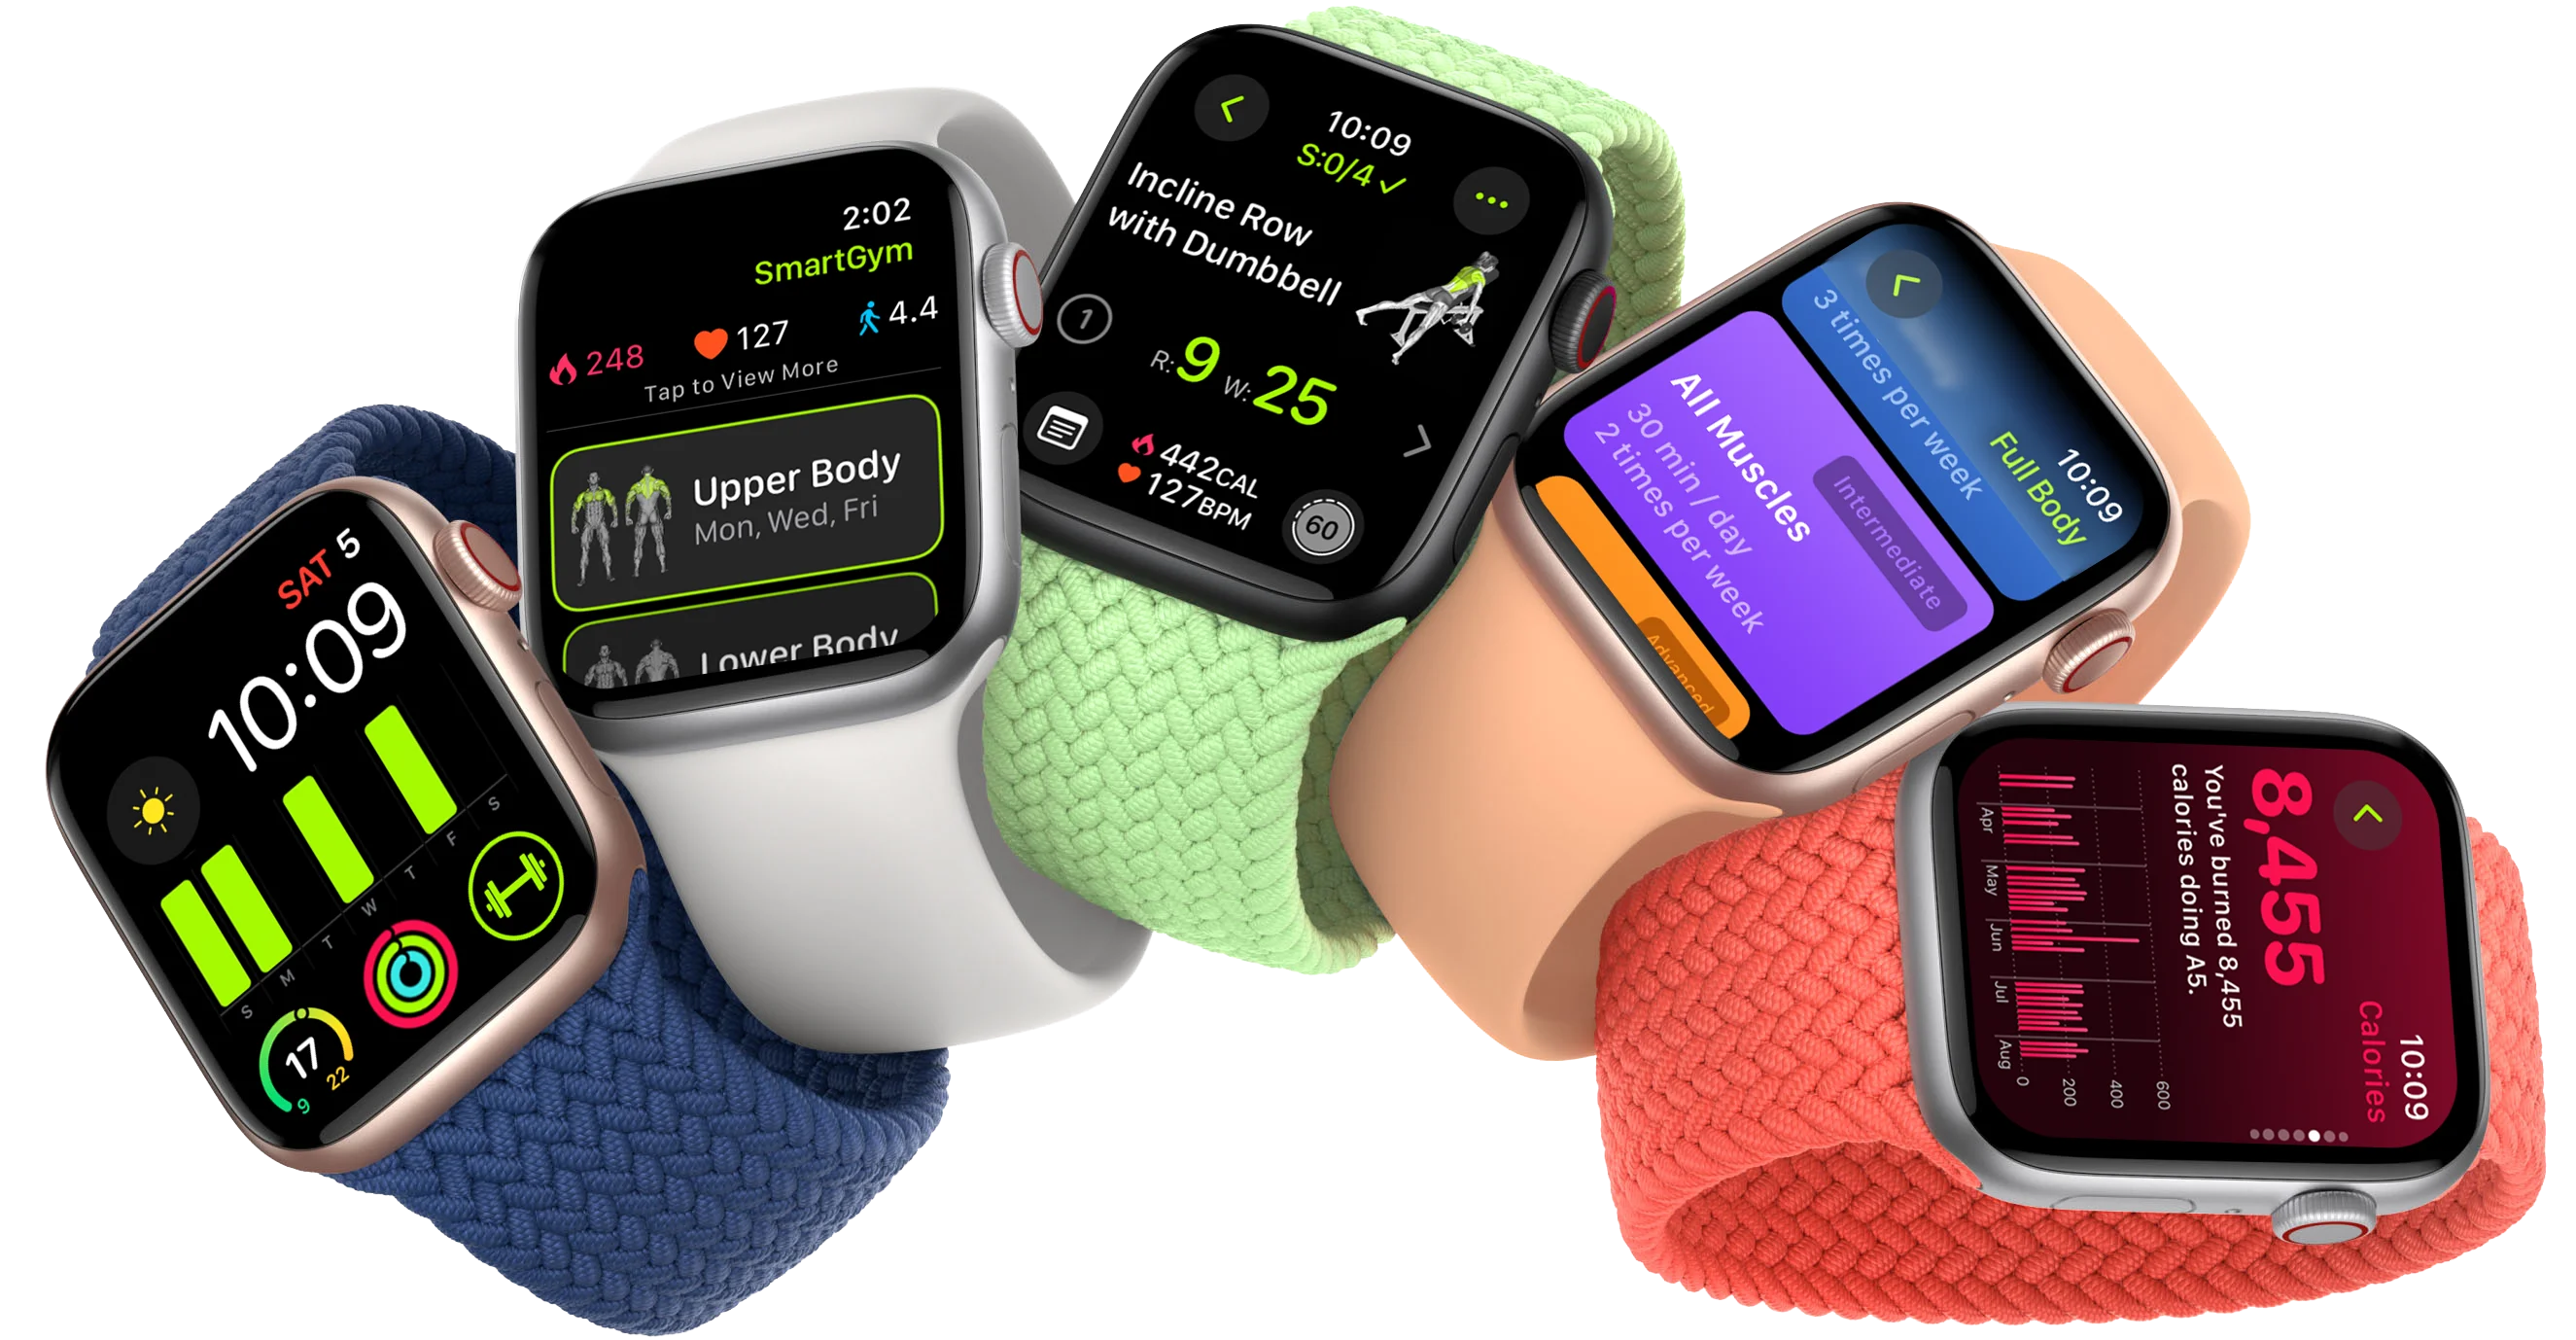 SAT 5
10:09
S M T W T F S
17
9 22
2:02
SmartGym
248 127 4.4
Tap to View More
Upper Body
Mon, Wed, Fri
Lower Body
10:09
S:0/4
Incline Row
with Dumbbell
1
R:9 W:25
442CAL
127BPM
60
10:09
Full Body
3 times per week
Intermediate
All Muscles
30 min / day
2 times per week
Advanced
10:09
Calories
8,455
You've burned 8,455
calories doing A5.
600
400
200
0
Apr May Jun Jul Aug